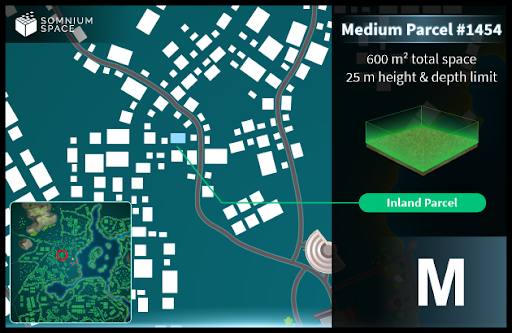 SOMNIUM
SPACE
Medium Parcel #1454
600 m² total space
25 m height & depth limit
Inland Parcel
M